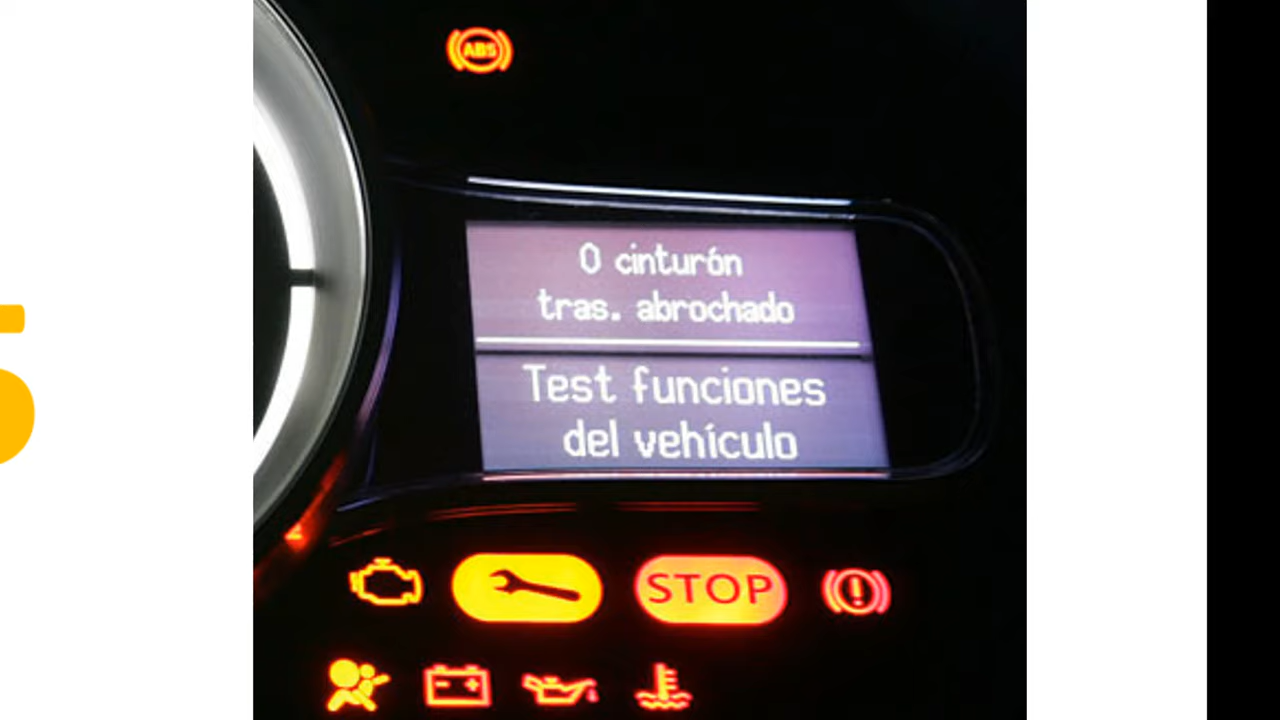 ABS
0 cinturón
tras. abrochado
Test funciones
del vehículo
STOP